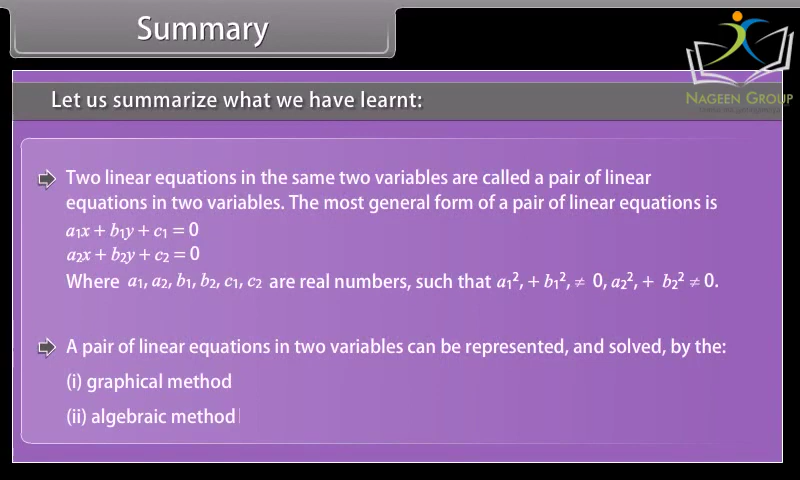 Summary
NAGEEN GROUP
Let us summarize what we have learnt:
Two linear equations in the same two variables are called a pair of linear
equations in two variables. The most general form of a pair of linear equations is
a₁x + b₁y + c₁ = 0
a₂x + b₂y + c₂ = 0
Where a₁, a₂, b₁, b₂, c₁, c₂ are real numbers, such that a₁², + b₁², ≠ 0, a₂², + b₂² ≠ 0.
A pair of linear equations in two variables can be represented, and solved, by the:
(i) graphical method
(ii) algebraic method